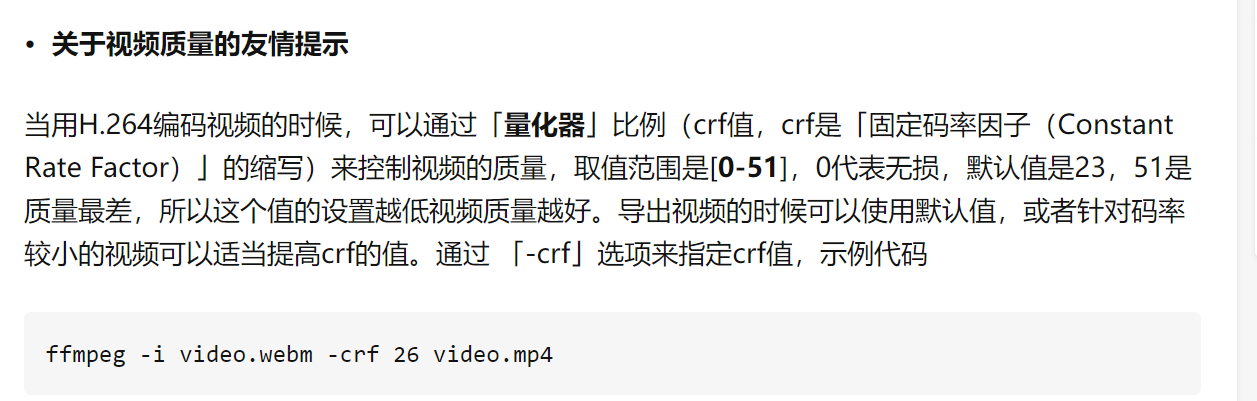 • 关于视频质量的友情提示
当用H.264编码视频的时候，可以通过「量化器」比例（crf值，crf是「固定码率因子（Constant
Rate Factor）」的缩写）来控制视频的质量，取值范围是[0-51]，0代表无损，默认值是23，51是
质量最差，所以这个值的设置越低视频质量越好。导出视频的时候可以使用默认值，或者针对码率
较小的视频可以适当提高crf的值。通过 「-crf」选项来指定crf值，示例代码
ffmpeg -i video.webm -crf 26 video.mp4